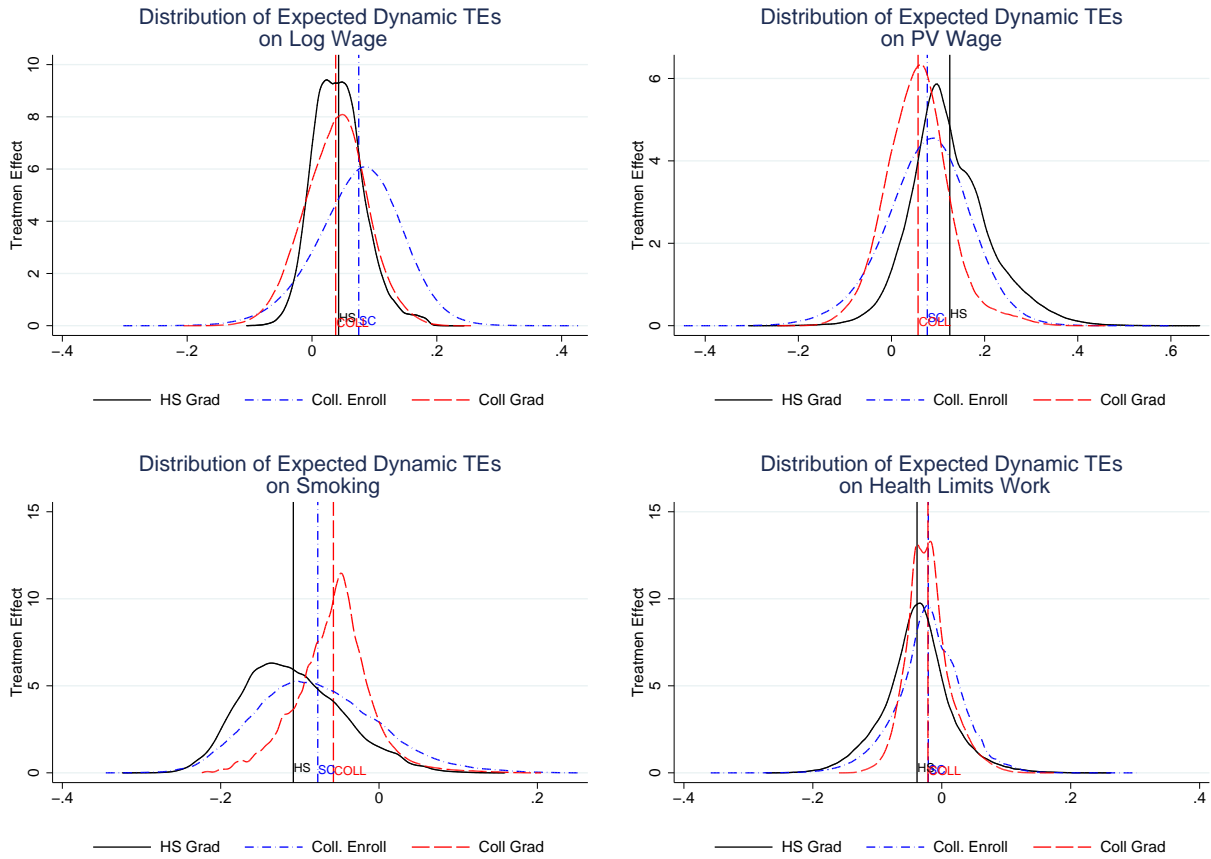 Distribution of Expected Dynamic TEs
on Log Wage
Treatmen Effect
10
8
6
4
2
0
HS
COLL
SC
-.4 -.2 0 .2 .4
HS Grad Coll. Enroll Coll Grad
Distribution of Expected Dynamic TEs
on PV Wage
Treatmen Effect
6
4
2
0
SC
COLL
HS
-.4 -.2 0 .2 .4 .6
HS Grad Coll. Enroll Coll Grad
Distribution of Expected Dynamic TEs
on Smoking
Treatmen Effect
15
10
5
0
HS
SC
COLL
-.4 -.2 0 .2
HS Grad Coll. Enroll Coll Grad
Distribution of Expected Dynamic TEs
on Health Limits Work
Treatmen Effect
15
10
5
0
HS
COLL
-.4 -.2 0 .2 .4
HS Grad Coll. Enroll Coll Grad